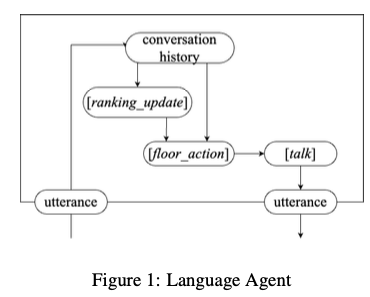 conversation
history
[ranking_update]
[floor_action]
[talk]
utterance
utterance
Figure 1: Language Agent